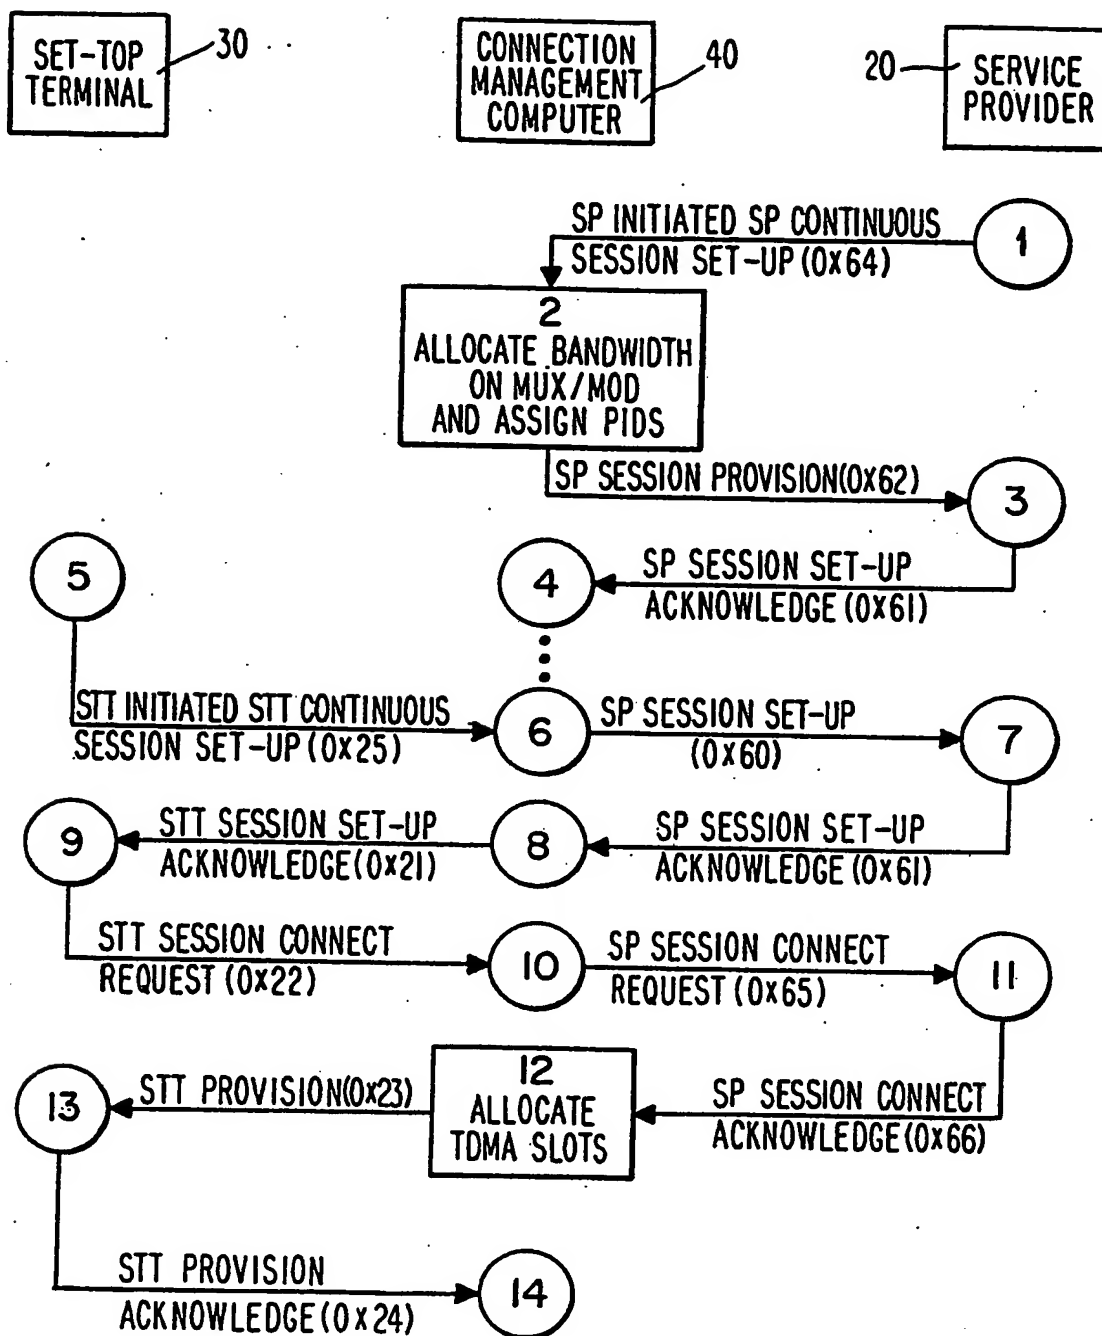 SET-TOP
TERMINAL
30
CONNECTION
MANAGEMENT
COMPUTER
40
20
SERVICE
PROVIDER
SP INITIATED SP CONTINUOUS
SESSION SET-UP (0X64)
1
2
ALLOCATE BANDWIDTH
ON MUX/MOD
AND ASSIGN PIDS
SP SESSION PROVISION(0X62)
3
5
4
SP SESSION SET-UP
ACKNOWLEDGE (0X61)
STT INITIATED STT CONTINUOUS
SESSION SET-UP (0X25)
6
SP SESSION SET-UP
(0X60)
7
9
STT SESSION SET-UP
ACKNOWLEDGE(0X21)
8
SP SESSION SET-UP
ACKNOWLEDGE (0X61)
STT SESSION CONNECT
REQUEST (0X22)
10
SP SESSION CONNECT
REQUEST (0X65)
11
13
STT PROVISION(0X23)
12
ALLOCATE
TDMA SLOTS
SP SESSION CONNECT
ACKNOWLEDGE(0X66)
STT PROVISION
ACKNOWLEDGE(0X24)
14